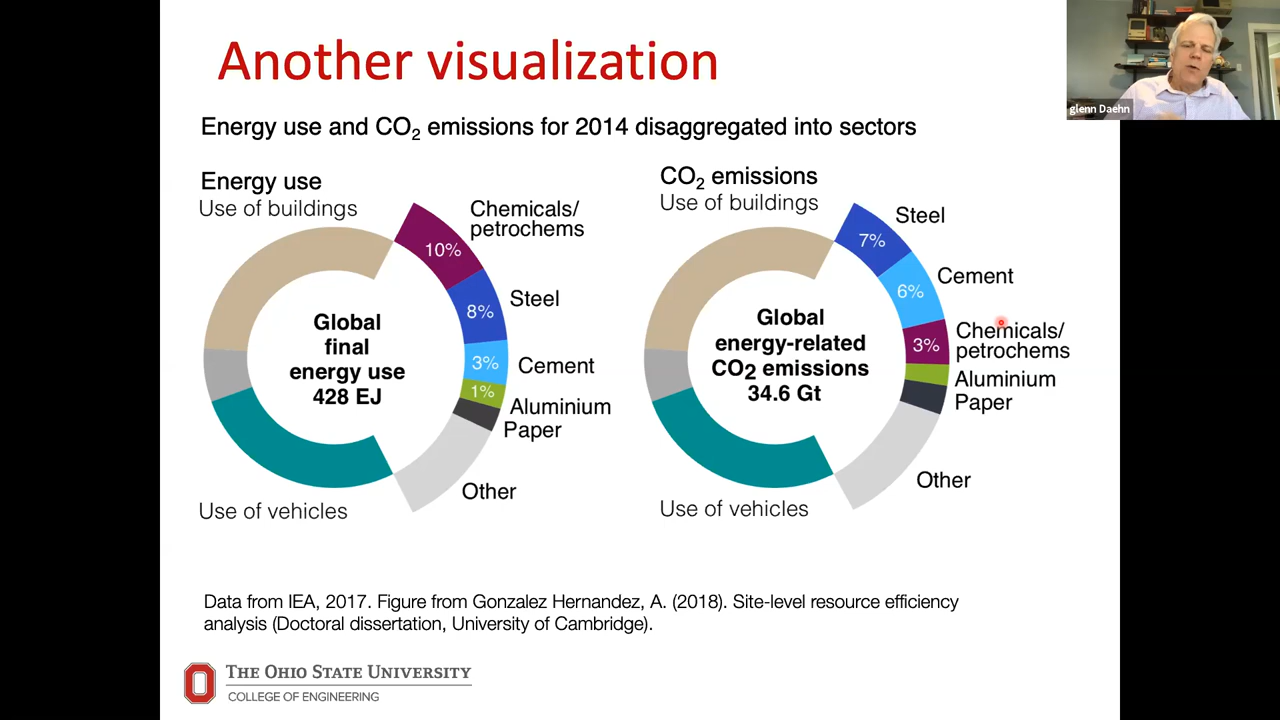 Another visualization
glenn Daehn
Energy use and CO2 emissions for 2014 disaggregated into sectors
Energy use
Use of buildings
Chemicals/
petrochems
10%
Steel
8%
Cement
3%
1%
Aluminium
Paper
Other
Global
final
energy use
428 EJ
Use of vehicles
CO2 emissions
Use of buildings
Steel
7%
Cement
6%
Chemicals/
petrochems
3%
Aluminium
Paper
Other
Global
energy-related
CO2 emissions
34.6 Gt
Use of vehicles
Data from IEA, 2017. Figure from Gonzalez Hernandez, A. (2018). Site-level resource efficiency
analysis (Doctoral dissertation, University of Cambridge).
THE OHIO STATE UNIVERSITY
COLLEGE OF ENGINEERING